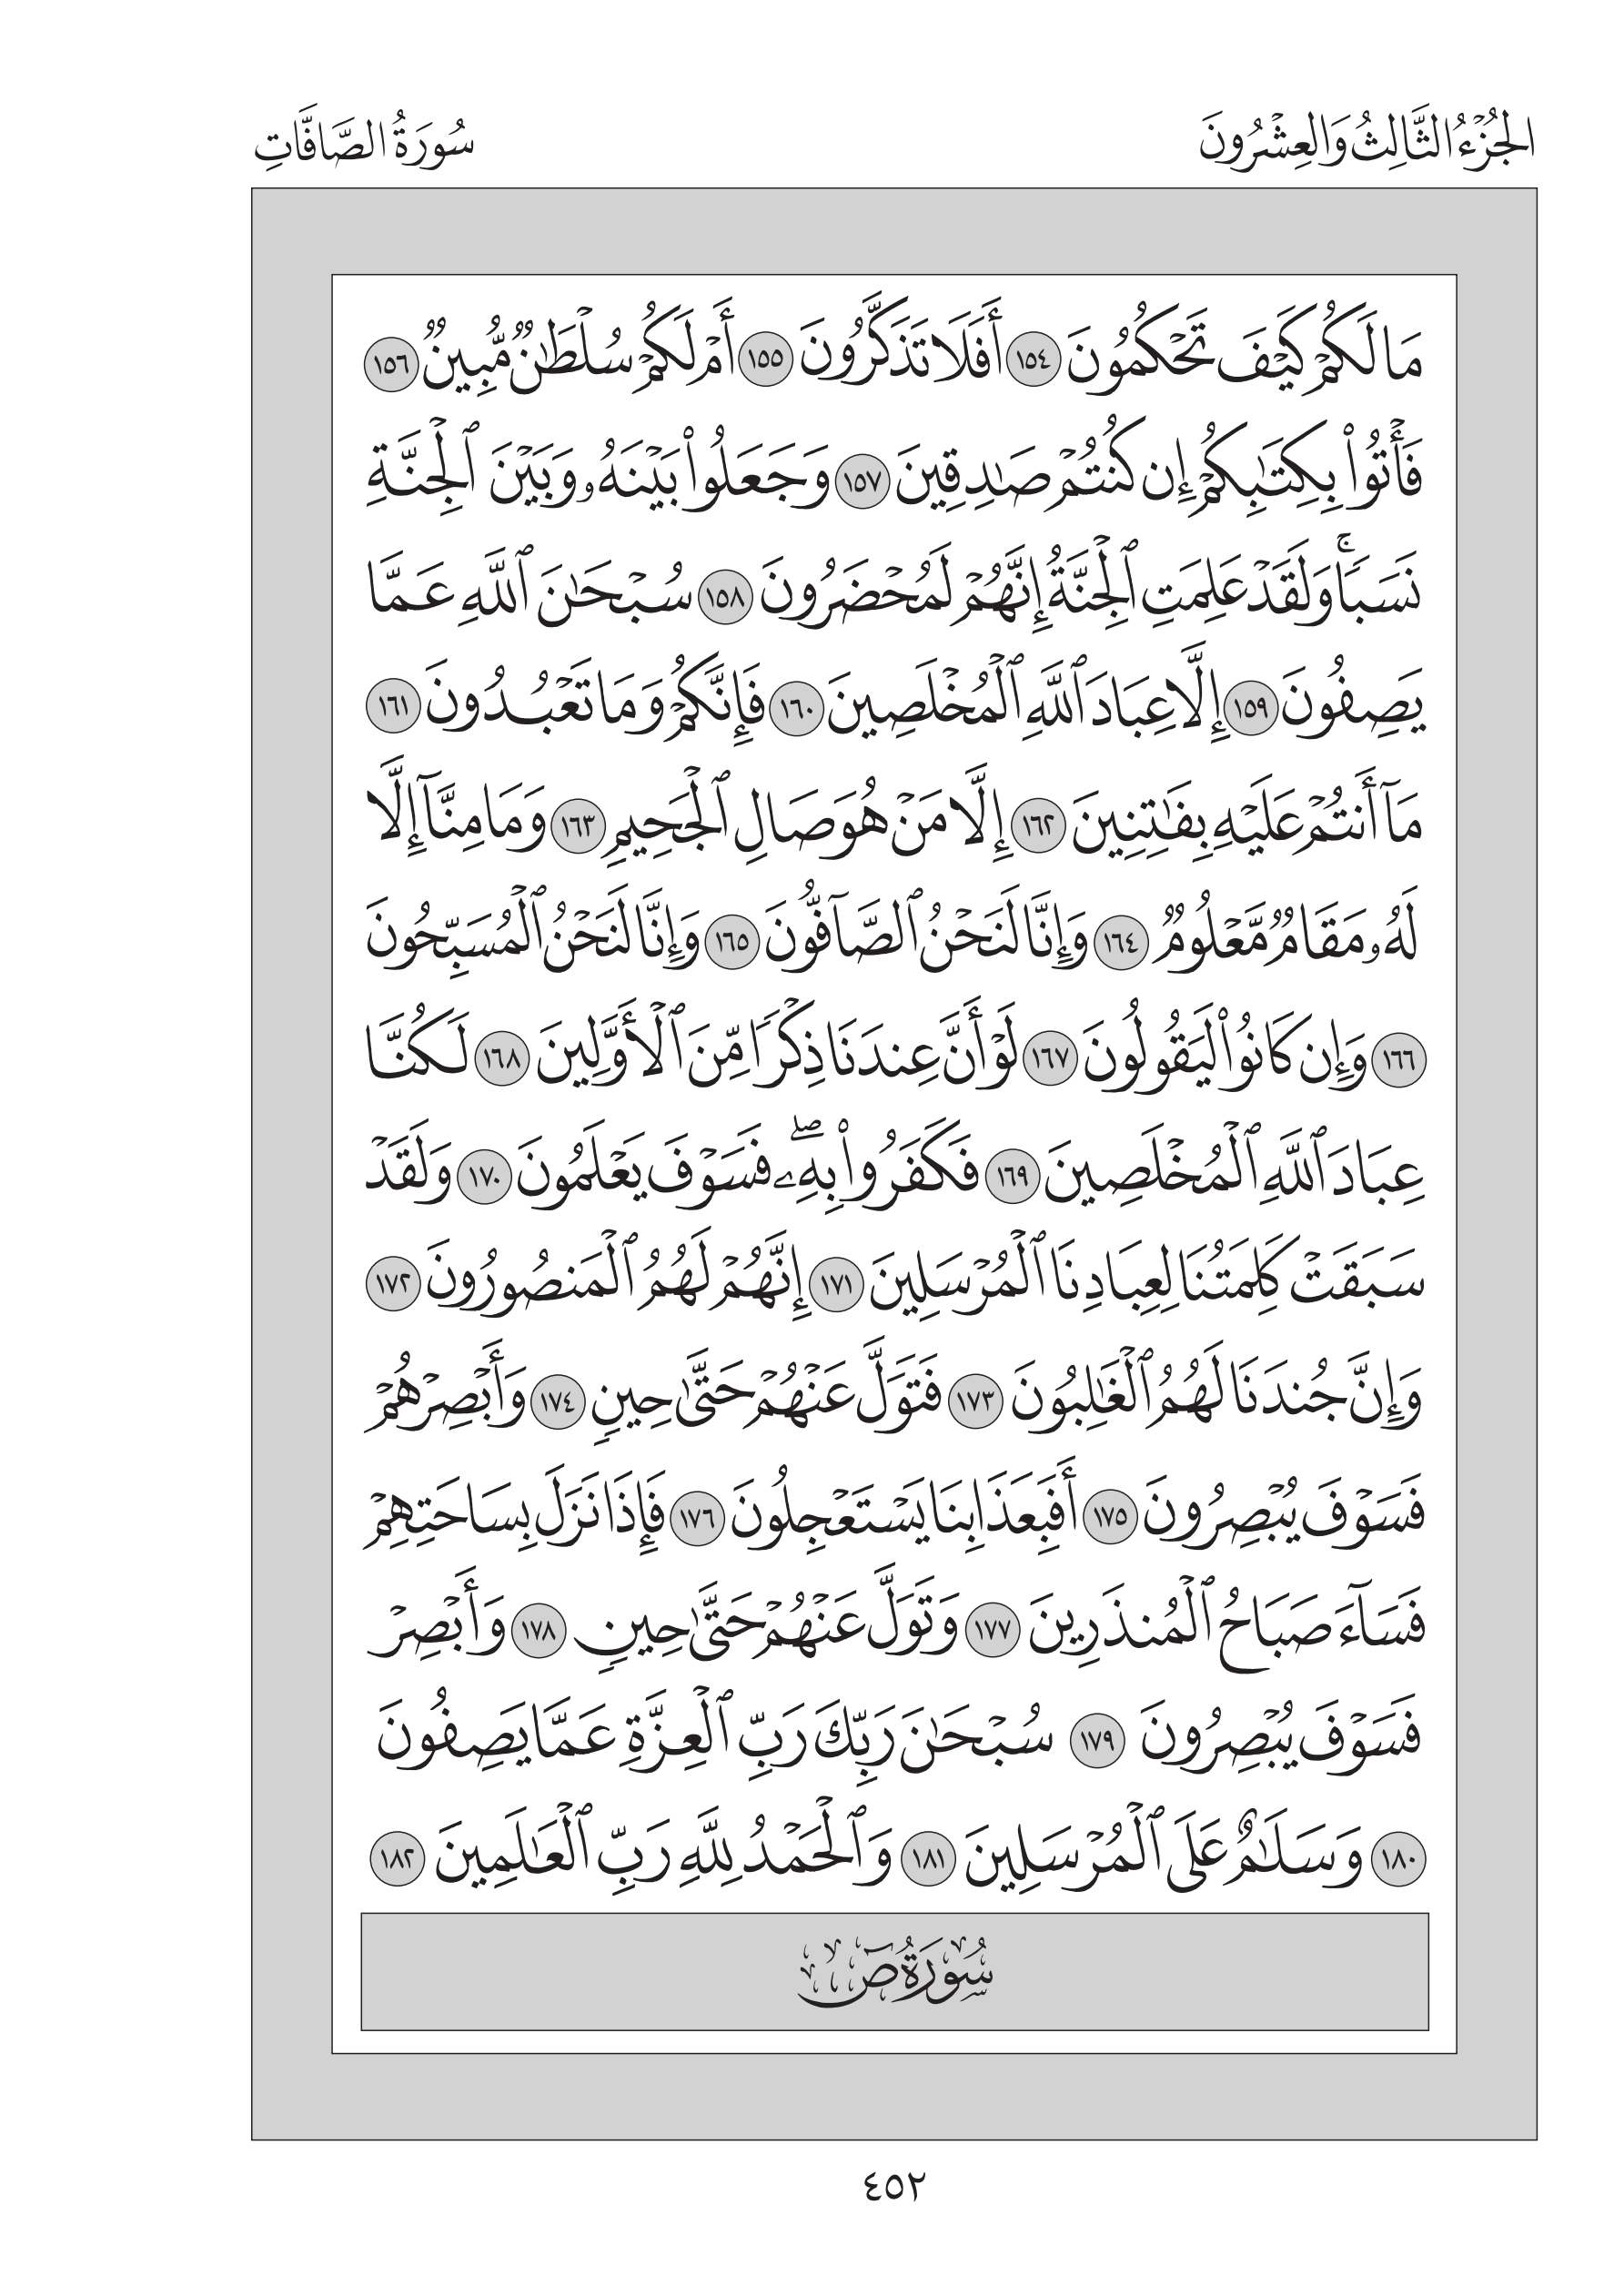 الجُزْءُ الثَّالِثُ وَالعِشْرُونَ
سُورَةُ الصَّافَّاتِ
مَا لَكُمۡ كَيۡفَ تَحۡكُمُونَ ١٥٤ أَفَلَا تَذَكَّرُونَ ١٥٥ أَمۡ لَكُمۡ سُلۡطَٰنٞ مُّبِينٞ ١٥٦
فَأۡتُواْ بِكِتَٰبِكُمۡ إِن كُنتُمۡ صَٰدِقِينَ ١٥٧ وَجَعَلُواْ بَيۡنَهُۥ وَبَيۡنَ ٱلۡجِنَّةِ
نَسَبٗاۚ وَلَقَدۡ عَلِمَتِ ٱلۡجِنَّةُ إِنَّهُمۡ لَمُحۡضَرُونَ ١٥٨ سُبۡحَٰنَ ٱللَّهِ عَمَّا
يَصِفُونَ ١٥٩ إِلَّا عِبَادَ ٱللَّهِ ٱلۡمُخۡلَصِينَ ١٦٠ فَإِنَّكُمۡ وَمَا تَعۡبُدُونَ ١٦١
مَآ أَنتُمۡ عَلَيۡهِ بِفَٰتِنِينَ ١٦٢ إِلَّا مَنۡ هُوَ صَالِ ٱلۡجَحِيمِ ١٦٣ وَمَا مِنَّآ إِلَّا
لَهُۥ مَقَامٞ مَّعۡلُومٞ ١٦٤ وَإِنَّا لَنَحۡنُ ٱلصَّآفُّونَ ١٦٥ وَإِنَّا لَنَحۡنُ ٱلۡمُسَبِّحُونَ
١٦٦ وَإِن كَانُواْ لَيَقُولُونَ ١٦٧ لَوۡ أَنَّ عِندَنَا ذِكۡرٗا مِّنَ ٱلۡأَوَّلِينَ ١٦٨ لَكُنَّا
عِبَادَ ٱللَّهِ ٱلۡمُخۡلَصِينَ ١٦٩ فَكَفَرُواْ بِهِۦۖ فَسَوۡفَ يَعۡلَمُونَ ١٧٠ وَلَقَدۡ
سَبَقَتۡ كَلِمَتُنَا لِعِبَادِنَا ٱلۡمُرۡسَلِينَ ١٧١ إِنَّهُمۡ لَهُمُ ٱلۡمَنصُورُونَ ١٧٢
وَإِنَّ جُندَنَا لَهُمُ ٱلۡغَٰلِبُونَ ١٧٣ فَتَوَلَّ عَنۡهُمۡ حَتَّىٰ حِينٖ ١٧٤ وَأَبۡصِرۡهُمۡ
فَسَوۡفَ يُبۡصِرُونَ ١٧٥ أَفَبِعَذَابِنَا يَسۡتَعۡجِلُونَ ١٧٦ فَإِذَا نَزَلَ بِسَاحَتِهِمۡ
فَسَآءَ صَبَاحُ ٱلۡمُنذَرِينَ ١٧٧ وَتَوَلَّ عَنۡهُمۡ حَتَّىٰ حِينٖ ١٧٨ وَأَبۡصِرۡ
فَسَوۡفَ يُبۡصِرُونَ ١٧٩ سُبۡحَٰنَ رَبِّكَ رَبِّ ٱلۡعِزَّةِ عَمَّا يَصِفُونَ
١٨٠ وَسَلَٰمٌ عَلَى ٱلۡمُرۡسَلِينَ ١٨١ وَٱلۡحَمۡدُ لِلَّهِ رَبِّ ٱلۡعَٰلَمِينَ ١٨٢
سُورَةُ صٓ
٤٥٢